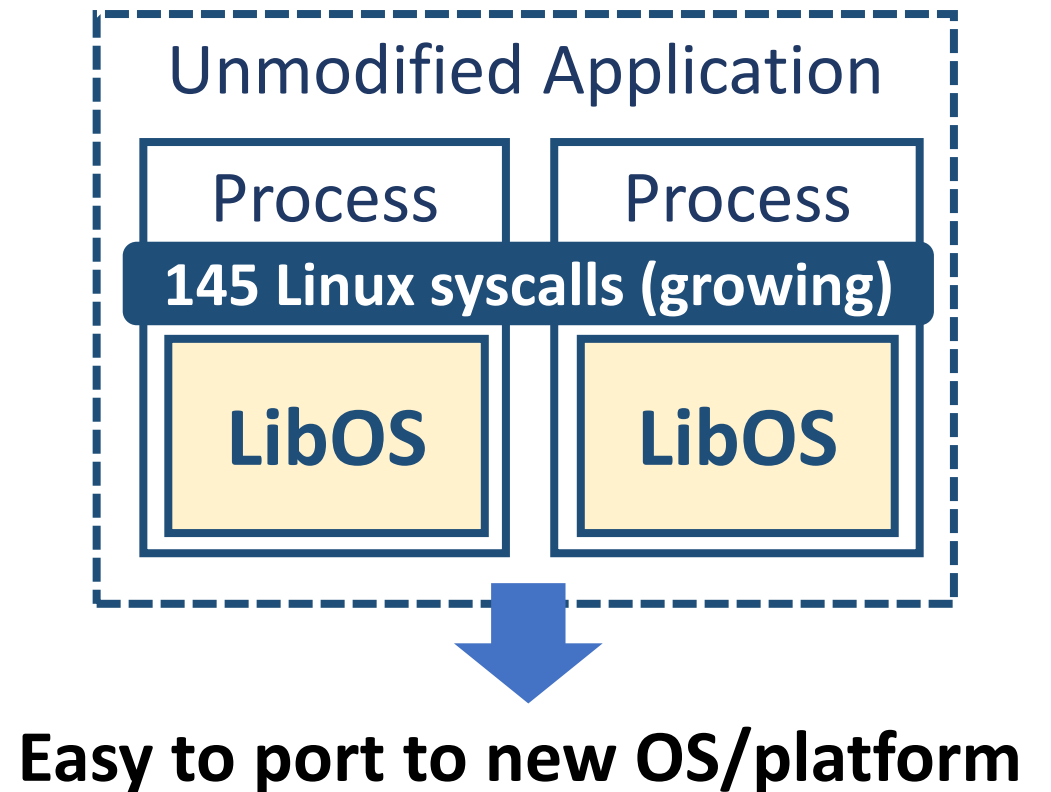 Unmodified Application
Process
Process
145 Linux syscalls (growing)
LibOS
LibOS
Easy to port to new OS/platform